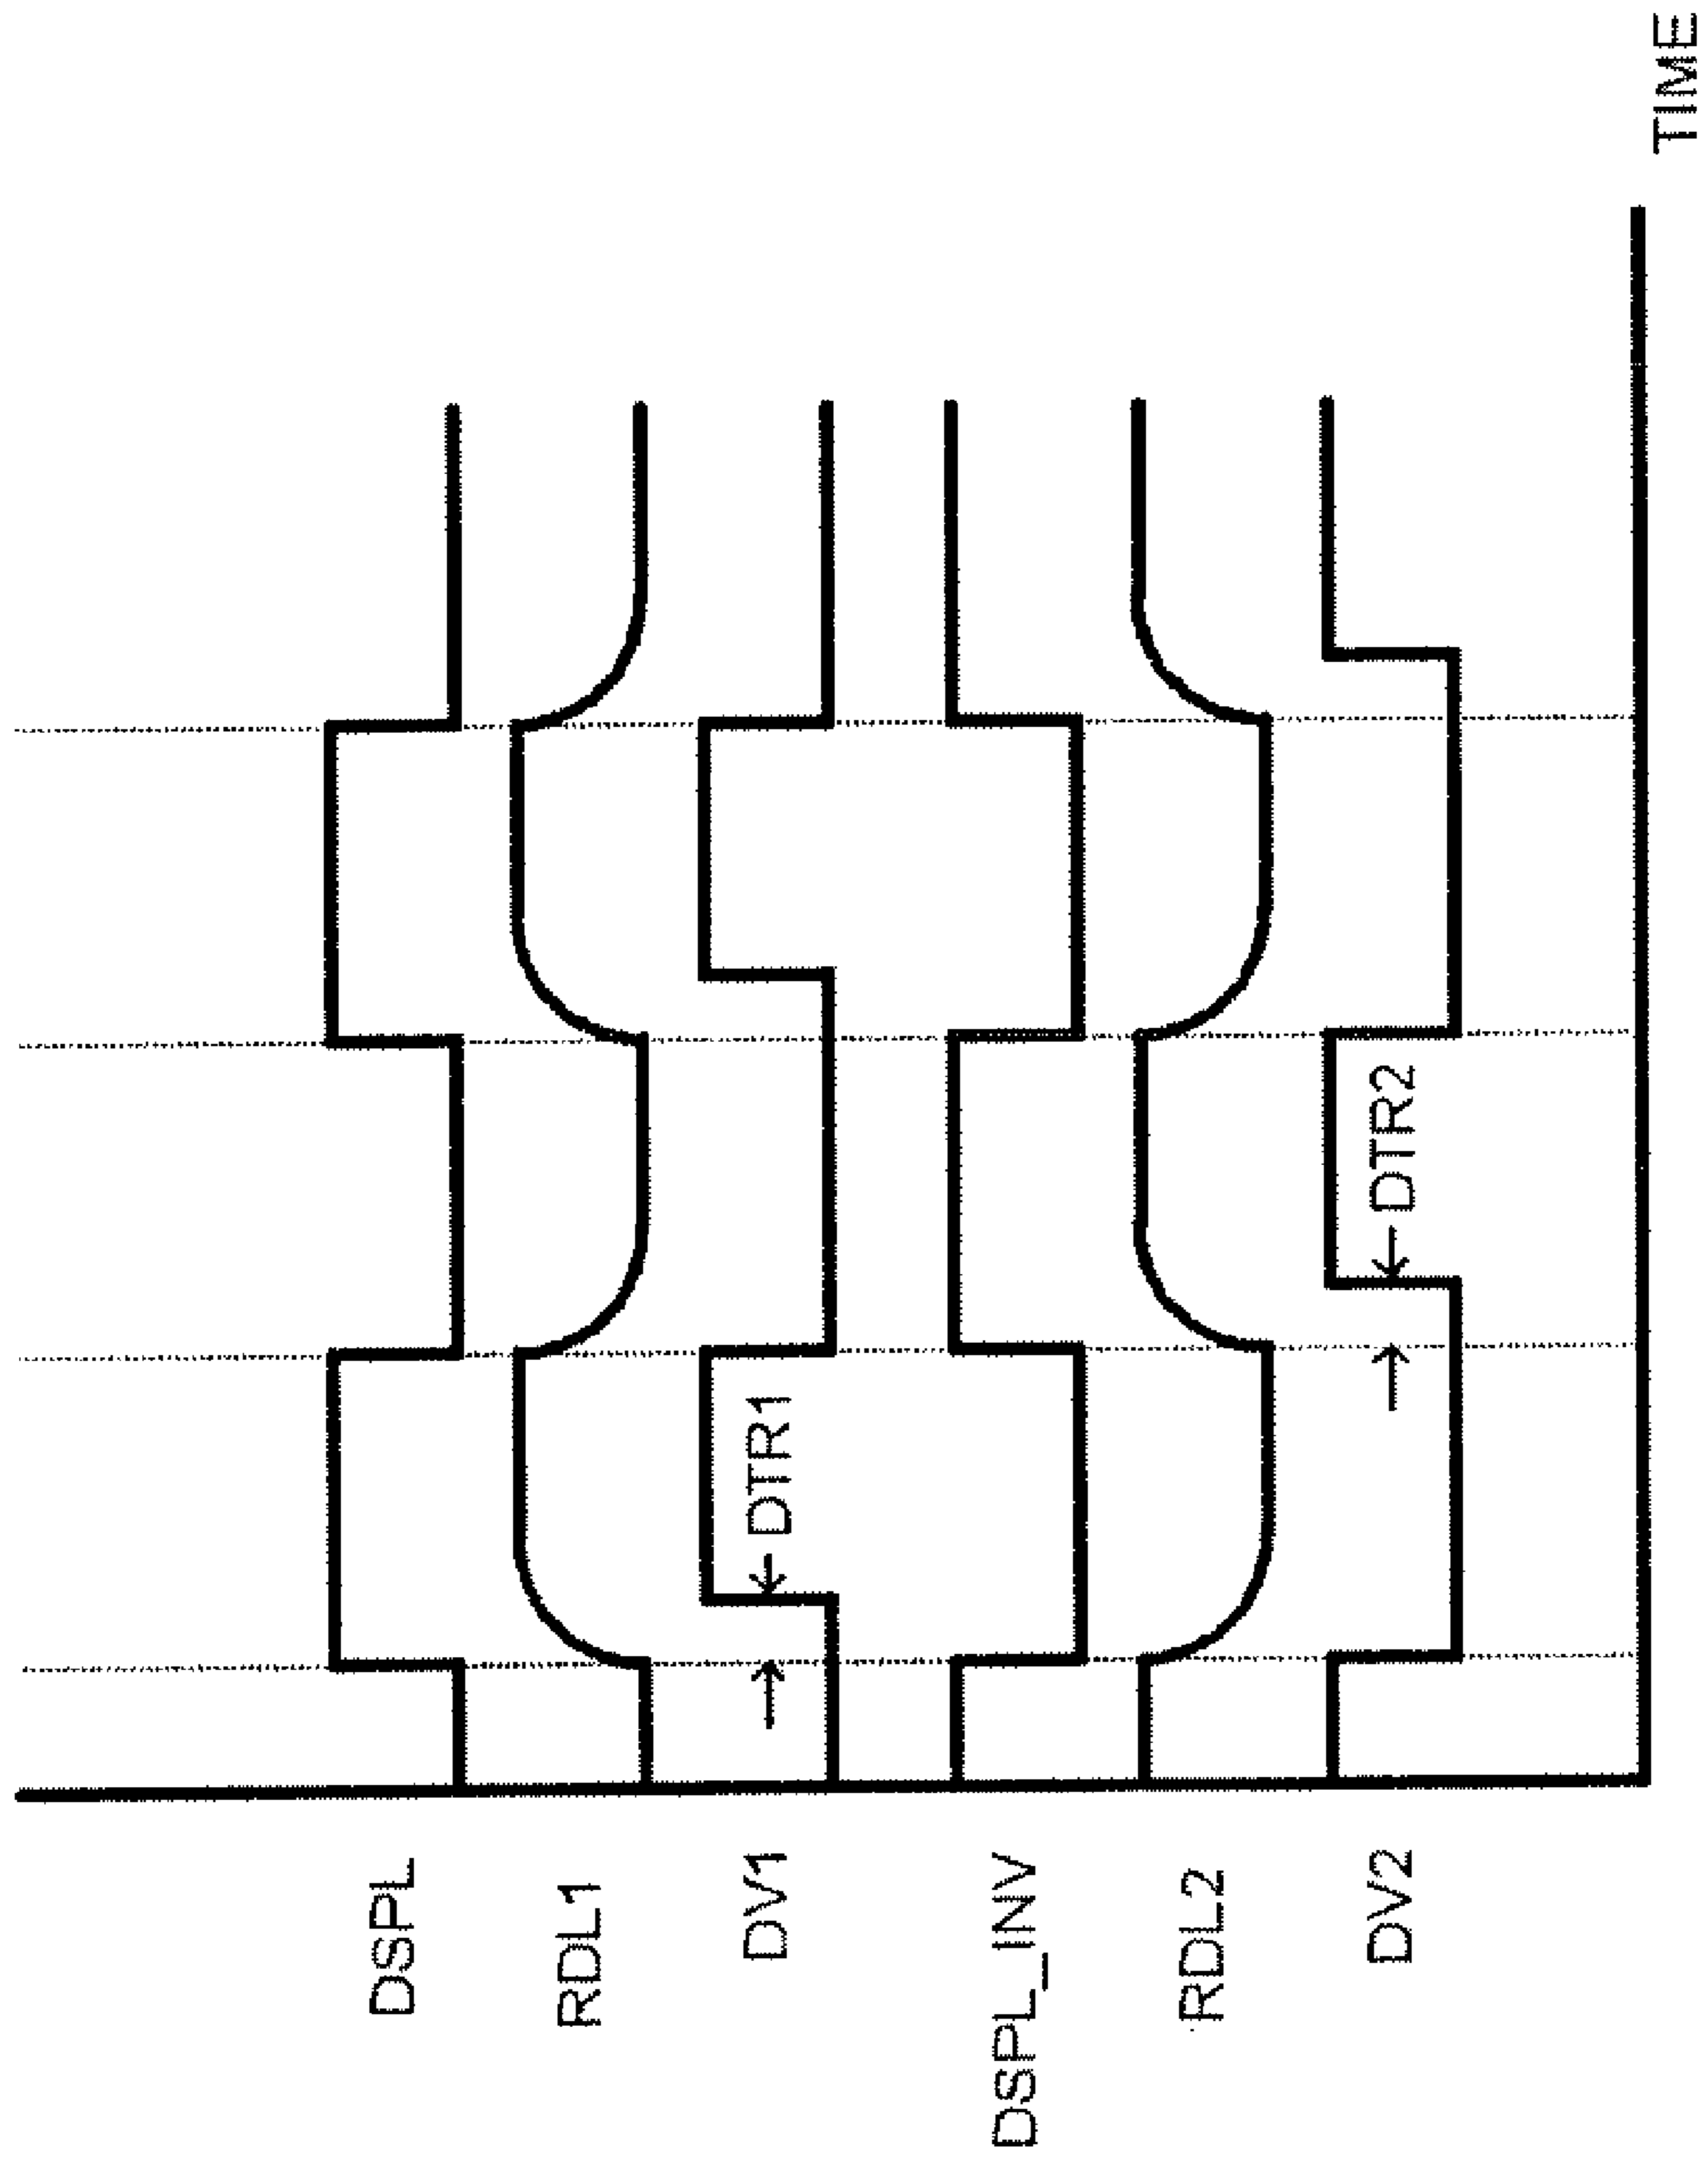 DSPL
RDL1
DV1
DTR1
DSPL_INV
RDL2
DV2
DTR2
TIME